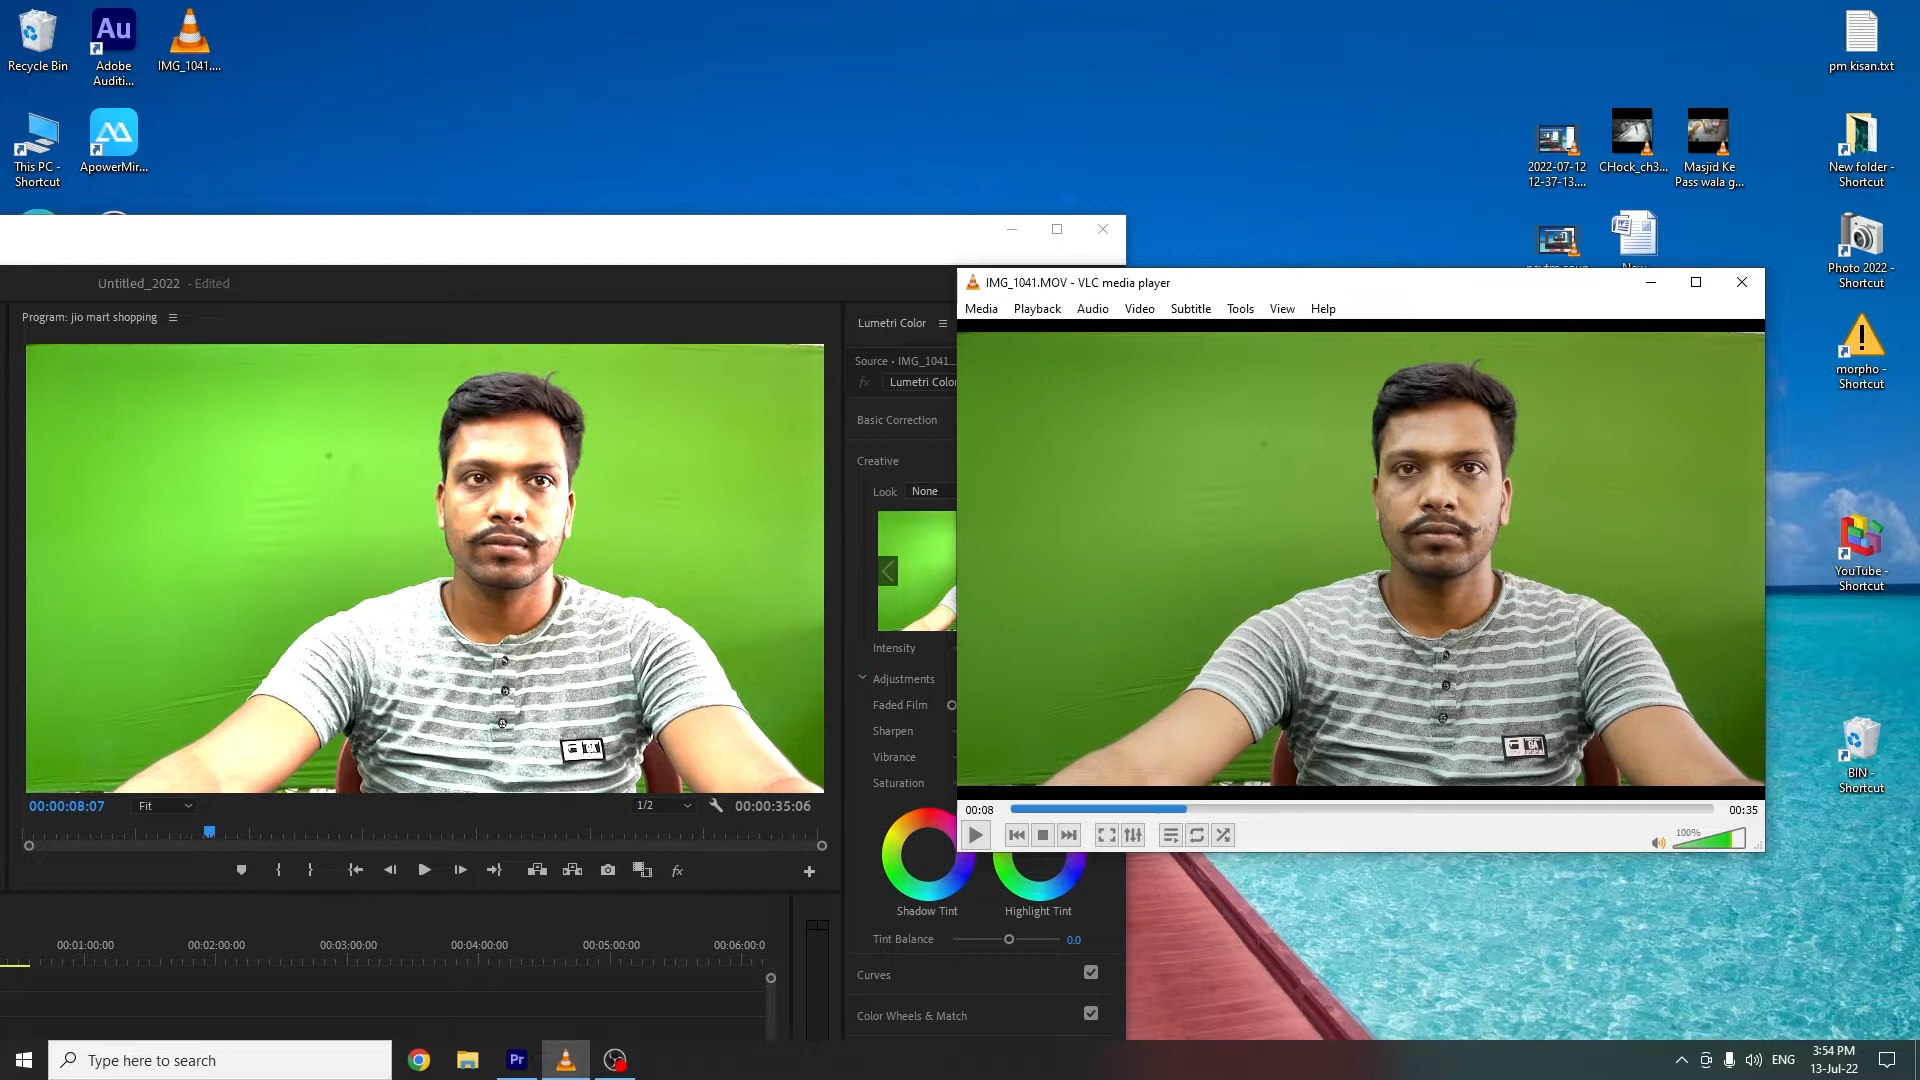 Recycle Bin
Au
Adobe
Auditi...
IMG_1041....
This PC -
Shortcut
ApowerMir...
pm kisan.txt
2022-07-12
12-37-13....
CHock_ch3...
Masjid Ke
Pass wala g...
New folder -
Shortcut
Photo 2022 -
Shortcut
morpho -
Shortcut
YouTube -
Shortcut
BIN -
Shortcut
Untitled_2022 - Edited
Program: jio mart shopping
00:00:08:07
Fit
1/2
00:00:35:06
fx
00:01:00:00
00:02:00:00
00:03:00:00
00:04:00:00
00:05:00:00
00:06:00:0
Lumetri Color
Source • IMG_1041...
fx
Lumetri Color
Basic Correction
Creative
Look
None
Intensity
Adjustments
Faded Film
Sharpen
Vibrance
Saturation
Shadow Tint
Highlight Tint
Tint Balance
0.0
Curves
Color Wheels & Match
IMG_1041.MOV - VLC media player
Media
Playback
Audio
Video
Subtitle
Tools
View
Help
00:08
00:35
100%
Type here to search
Pr
ENG
3:54 PM
13-Jul-22